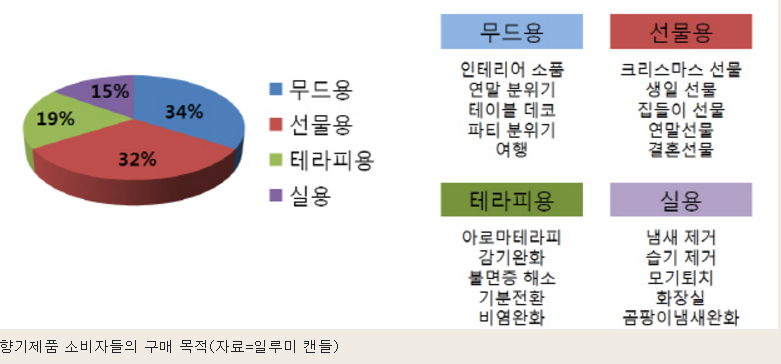 15%
34%
19%
32%
무드용
선물용
테라피용
실용
무드용
인테리어 소품
연말 분위기
테이블 데코
파티 분위기
여행
선물용
크리스마스 선물
생일 선물
집들이 선물
연말선물
결혼선물
테라피용
아로마테라피
감기완화
불면증 해소
기분전환
비염완화
실용
냄새 제거
습기 제거
모기퇴치
화장실
곰팡이냄새완화
향기제품 소비자들의 구매 목적(자료=일루미 캔들)